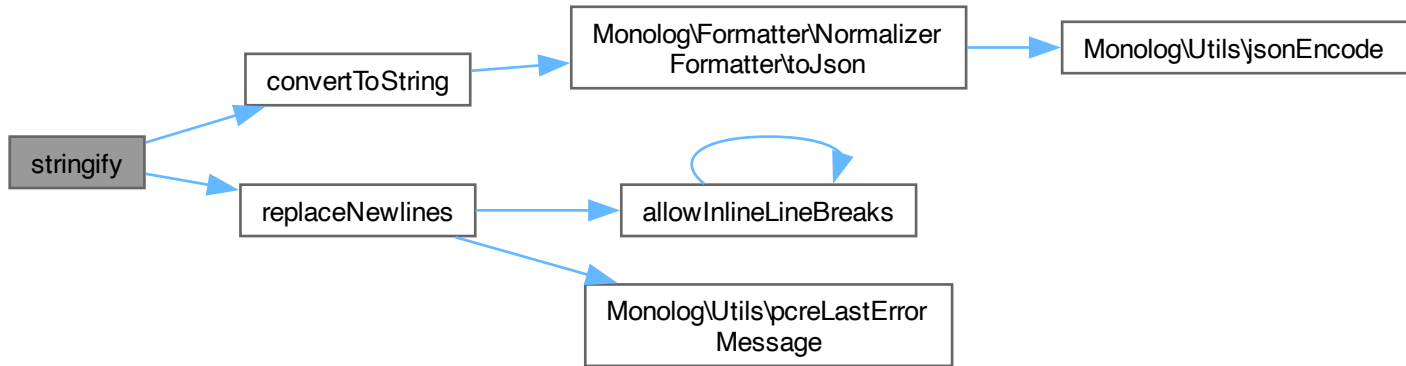 Monolog\Formatter\Normalizer
Formatter\toJson
Monolog\Utils\jsonEncode
convertToString
stringify
replaceNewlines
allowInlineLineBreaks
Monolog\Utils\pcreLastError
Message